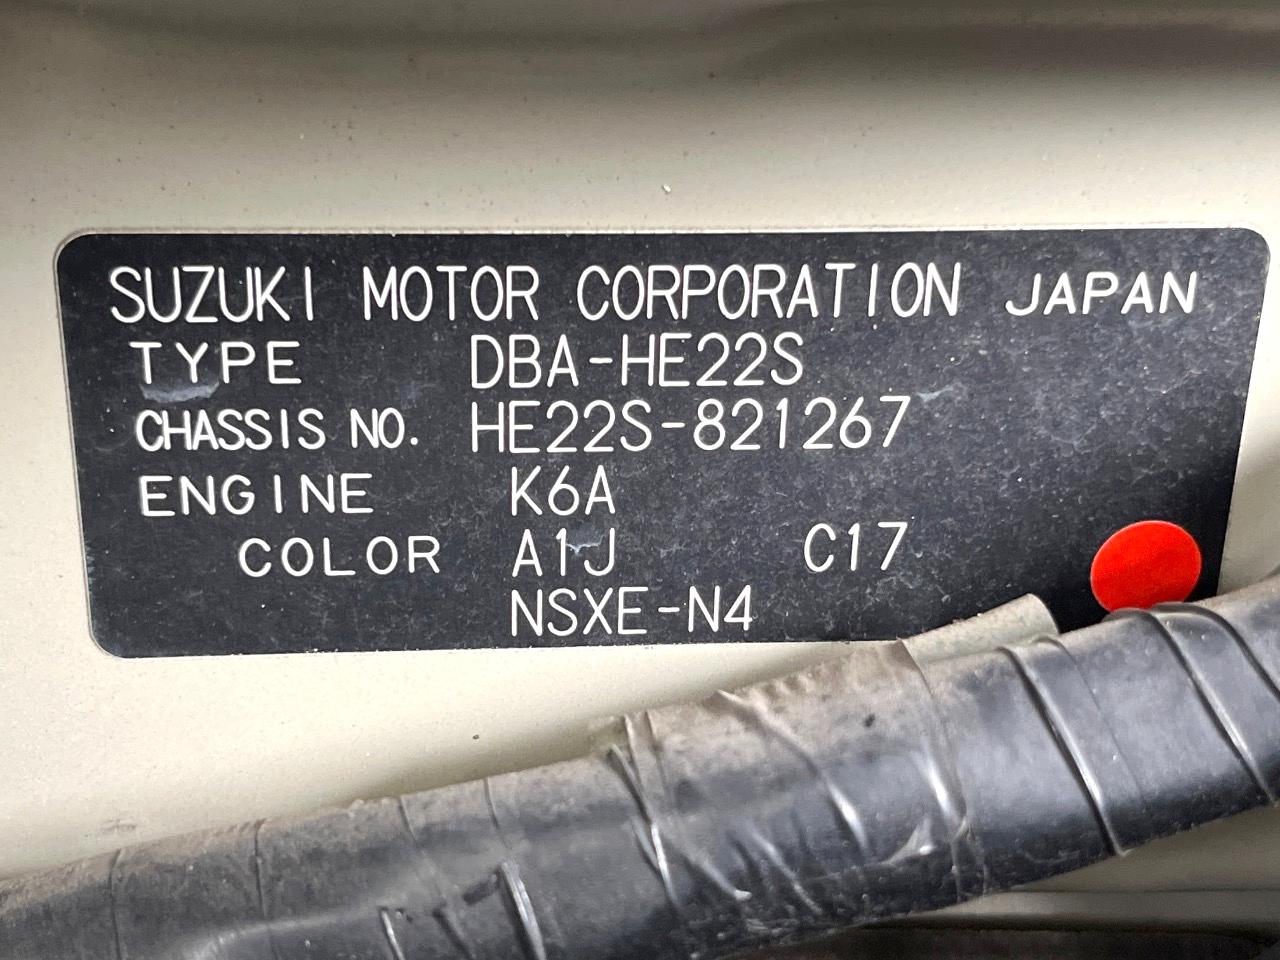 SUZUKI MOTOR CORPORATION JAPAN
TYPE DBA-HE22S
CHASSIS NO. HE22S-821267
ENGINE K6A
COLOR A1J C17
NSXE-N4